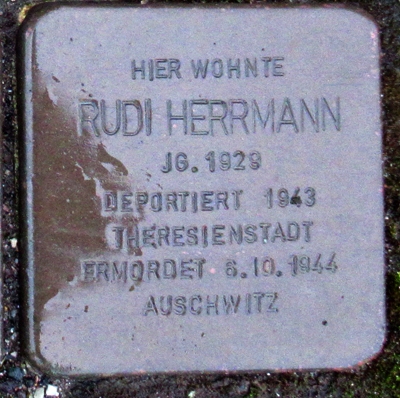 HIER WOHNTE
RUDI HERRMANN
JG. 1929
DEPORTIERT 1943
THERESIENSTADT
ERMORDET 6.10.1944
AUSCHWITZ